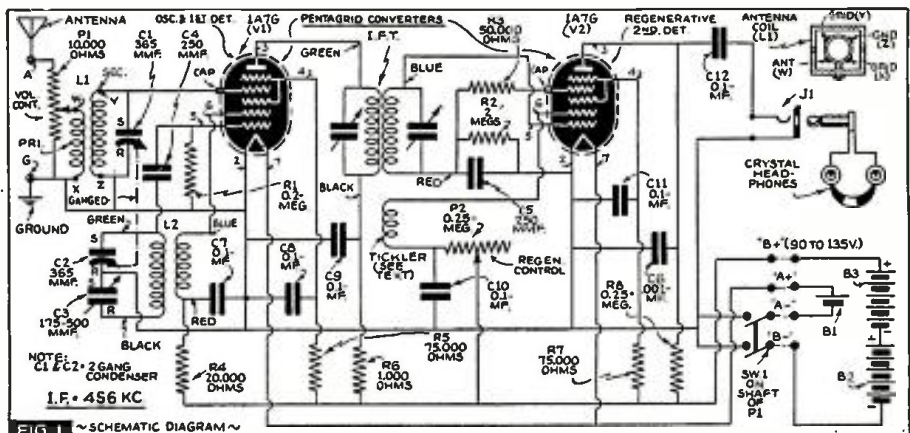 ANTENNA
P1
10,000
OHMS
C1
365
MMF.
C4
250
MMF.
OSC. & 1ST DET.
1A7G
(V1)
PENTAGRID CONVERTERS
GREEN
I.F.T.
BLUE
50,000
OHMS
1A7G
(V2)
REGENERATIVE
2ND. DET.
ANTENNA
COIL
(L1)
GND
(Z)
ANT
(W)
C12
0.1-
MF.
J1
A
VOL.
CONT.
L1
CAP
PRI.
G
X
Y
Z
S
R
GANGED
GROUND
R1
0.2-
MEG.
R2
2
MEGS.
CAP
BLACK
RED
P2
0.25-
MEG.
TICKLER
(SEE
TEXT)
REGEN.
CONTROL
C11
0.1-
MF.
CRYSTAL
HEAD-
PHONES
GREEN
L2
BLUE
S
C2
365
MMF.
R
C3
175-500
MMF.
R
BLACK
RED
C7
0.1
MF.
C8
0.1-
MF.
C9
0.1-
MF.
C10
0.1-
MF.
R8
0.25-
MEG.
.001-
MF.
"B+" (90 TO 135V.)
"A+"
"A-"
"B-"
B1
B3
B2
SW.1
ON
SHAFT
OF
P1
NOTE:
C1 & C2 = 2 GANG
CONDENSER
I.F. = 456 KC
R4
20,000
OHMS
R5
75,000
OHMS
R6
1,000
OHMS
R7
75,000
OHMS
FIG. 1 ~SCHEMATIC DIAGRAM~